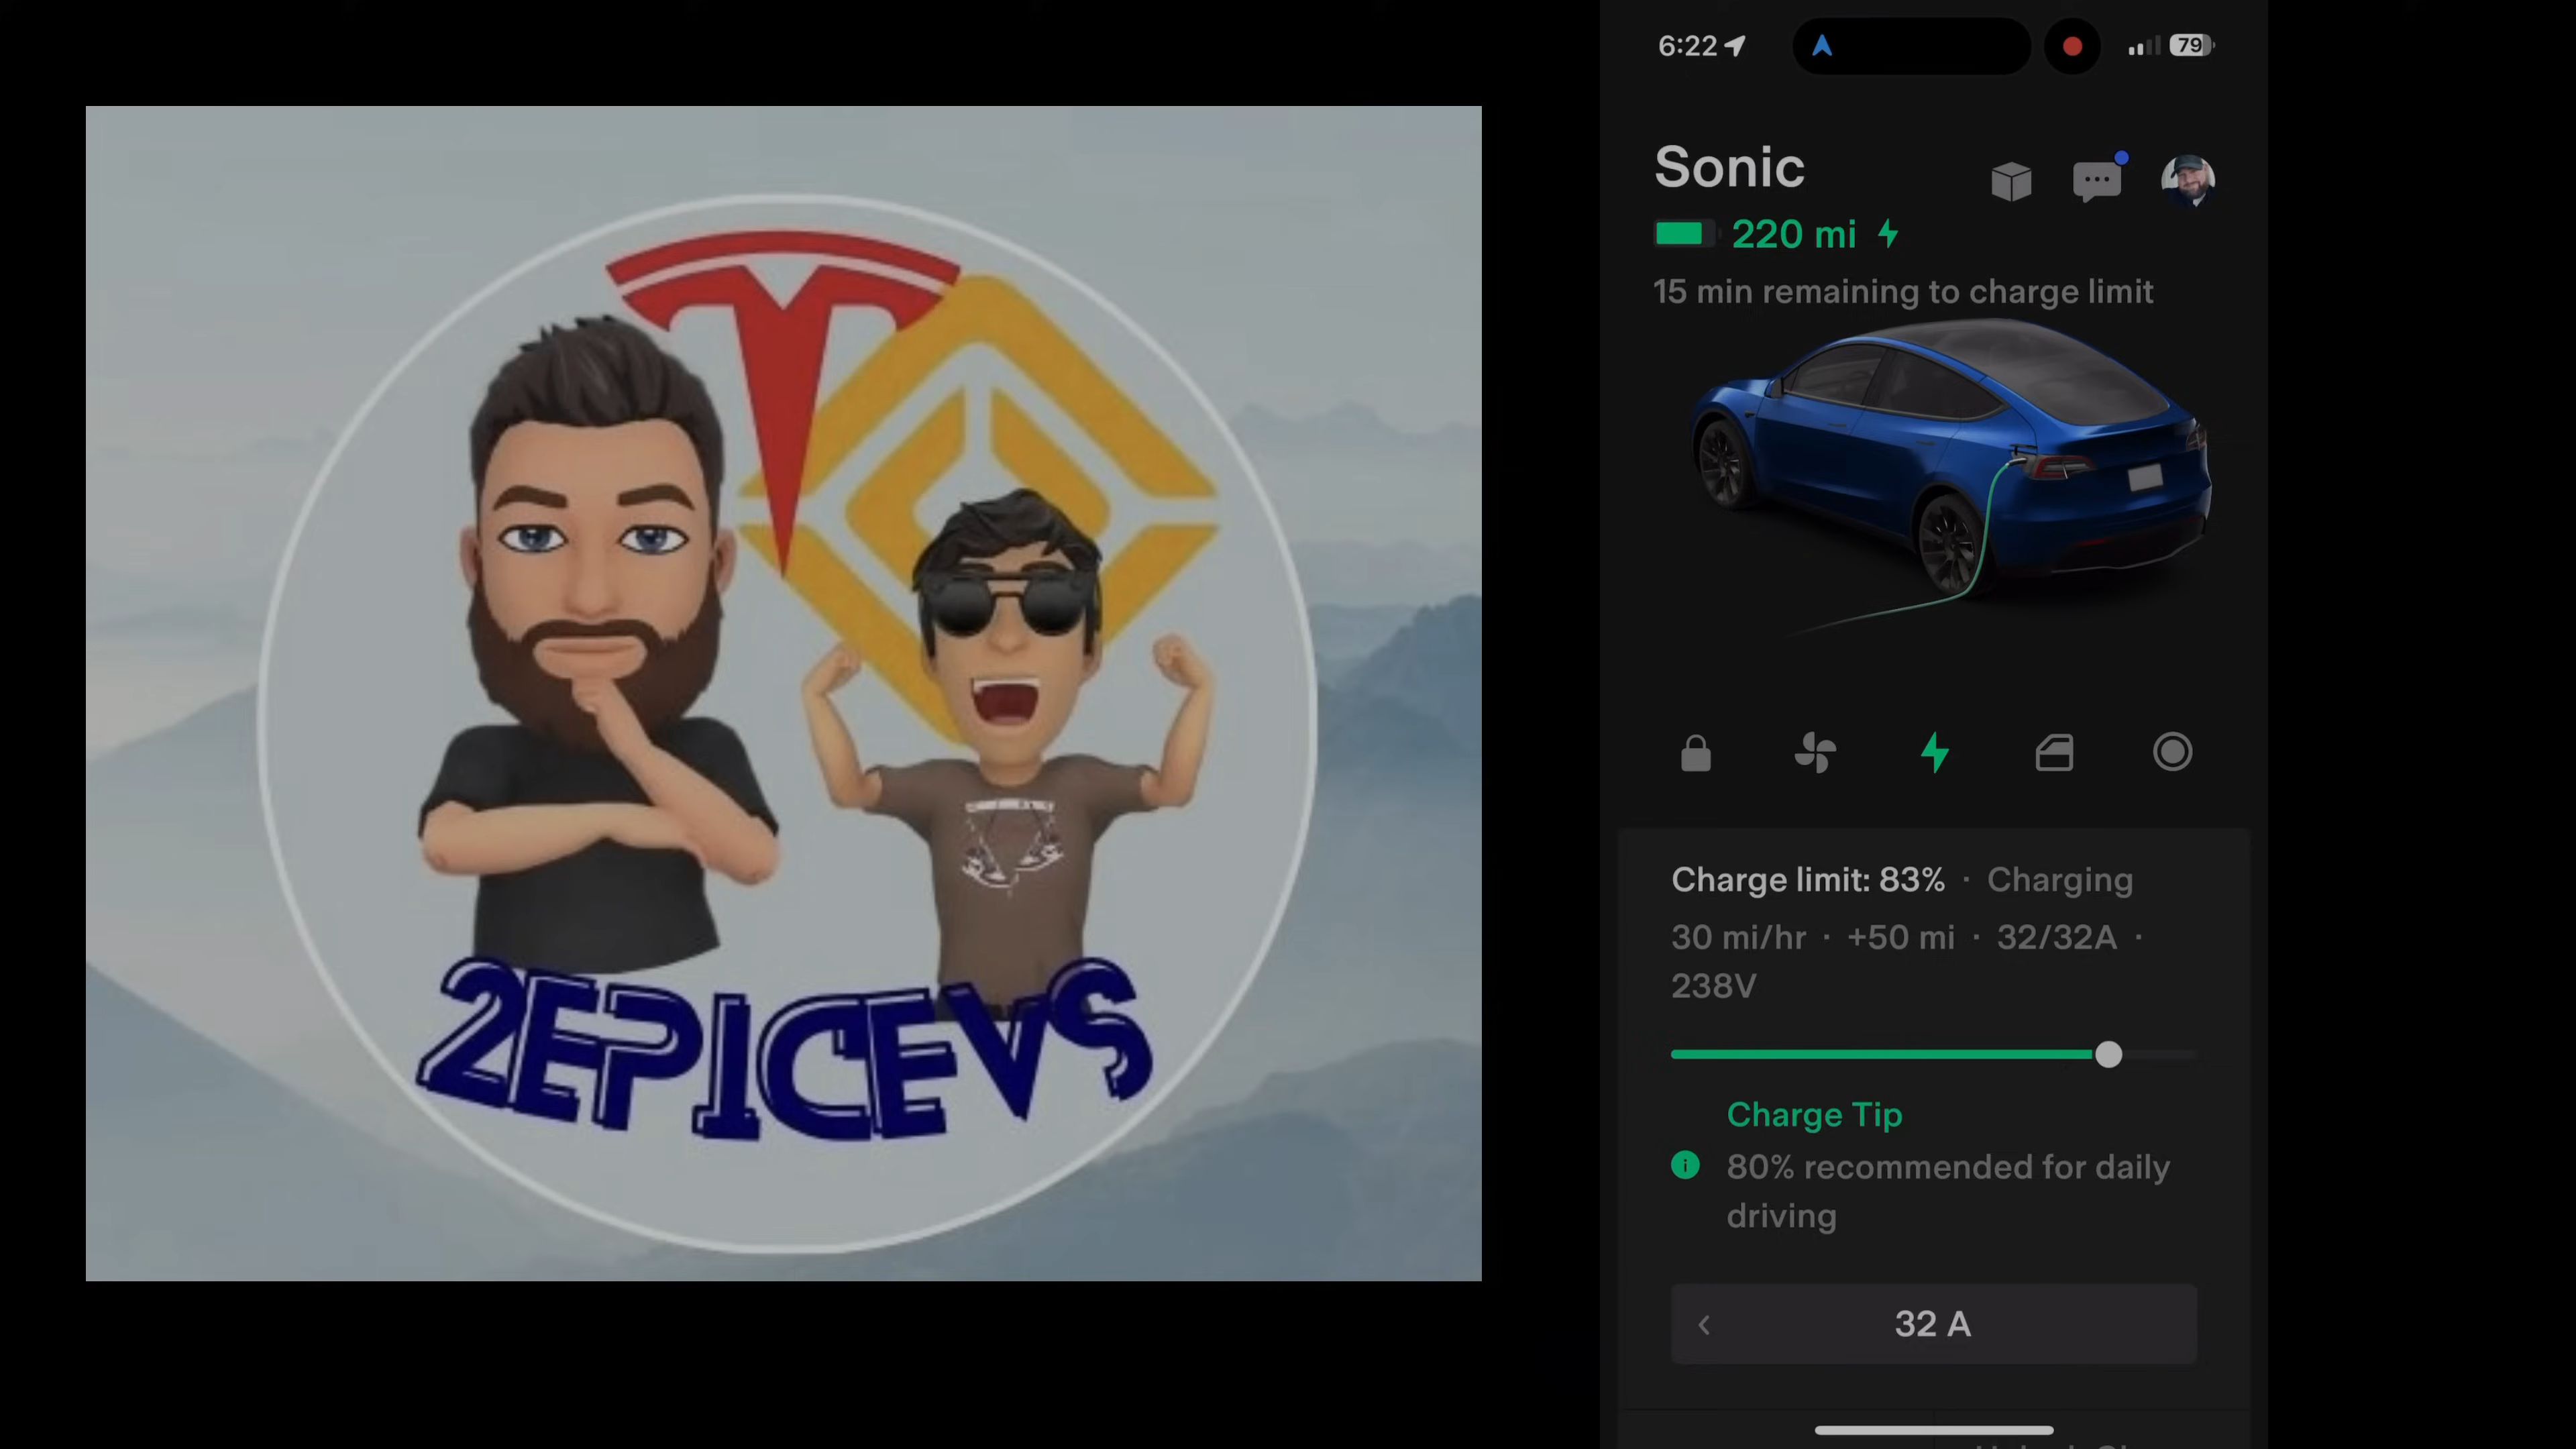 2EPICEVS
6:22
79
Sonic
220 mi
15 min remaining to charge limit
Charge limit: 83% · Charging
30 mi/hr · +50 mi · 32/32A ·
238V
Charge Tip
80% recommended for daily
driving
32 A